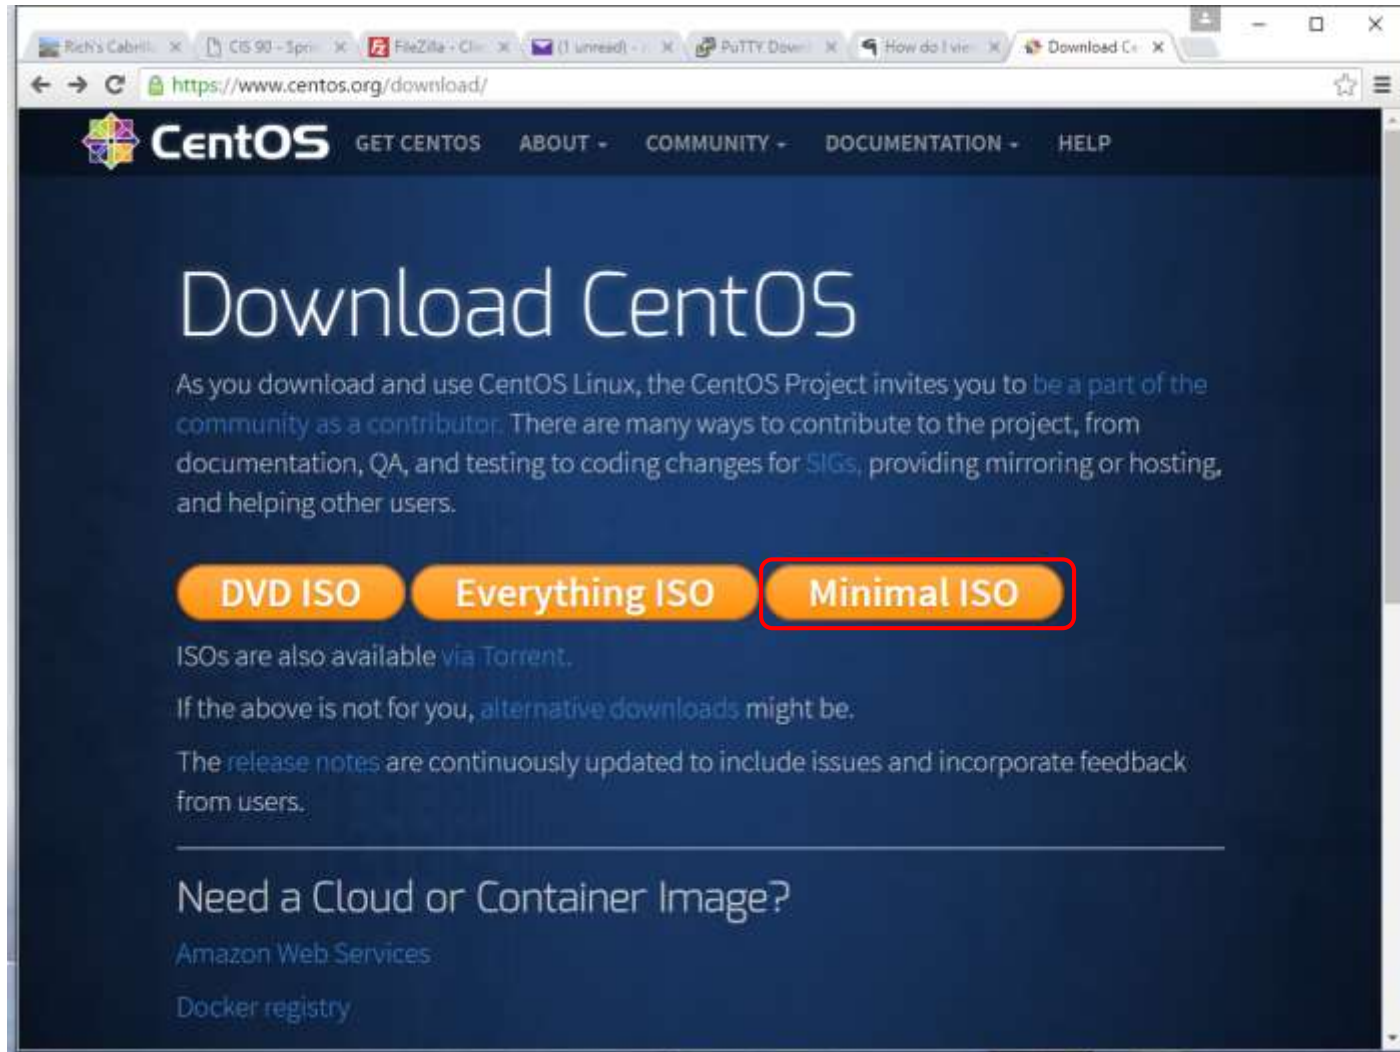 Rich's Cabrill
CIS 90 - Spri
FileZilla - Cli
(1 unread) -
PuTTY Down
How do I vie
Download Ce
https://www.centos.org/download/
CentOS GET CENTOS ABOUT COMMUNITY DOCUMENTATION HELP
Download CentOS
As you download and use CentOS Linux, the CentOS Project invites you to be a part of the
community as a contributor. There are many ways to contribute to the project, from
documentation, QA, and testing to coding changes for SIGs, providing mirroring or hosting,
and helping other users.
DVD ISO Everything ISO Minimal ISO
ISOs are also available via Torrent.
If the above is not for you, alternative downloads might be.
The release notes are continuously updated to include issues and incorporate feedback
from users.
Need a Cloud or Container Image?
Amazon Web Services
Docker registry